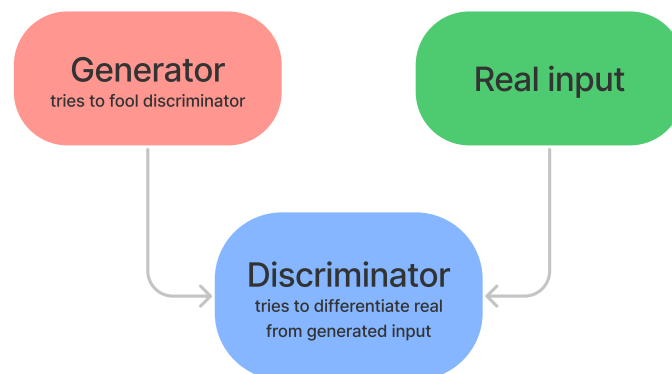 Generator
tries to fool discriminator
Real input
Discriminator
tries to differentiate real
from generated input